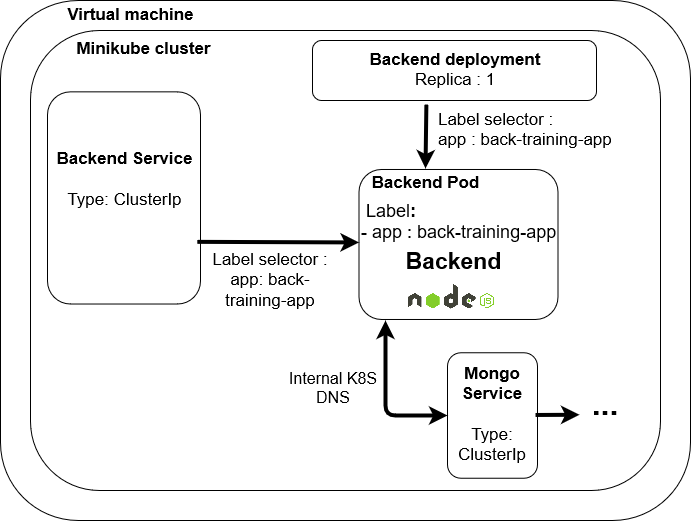 Virtual machine
Minikube cluster
Backend deployment
Replica : 1
Label selector :
app : back-training-app
Backend Service
Type: ClusterIp
Backend Pod
Label:
- app : back-training-app
Backend
node
JS
Label selector :
app: back-
training-app
Internal K8S
DNS
Mongo
Service
Type:
ClusterIp
...